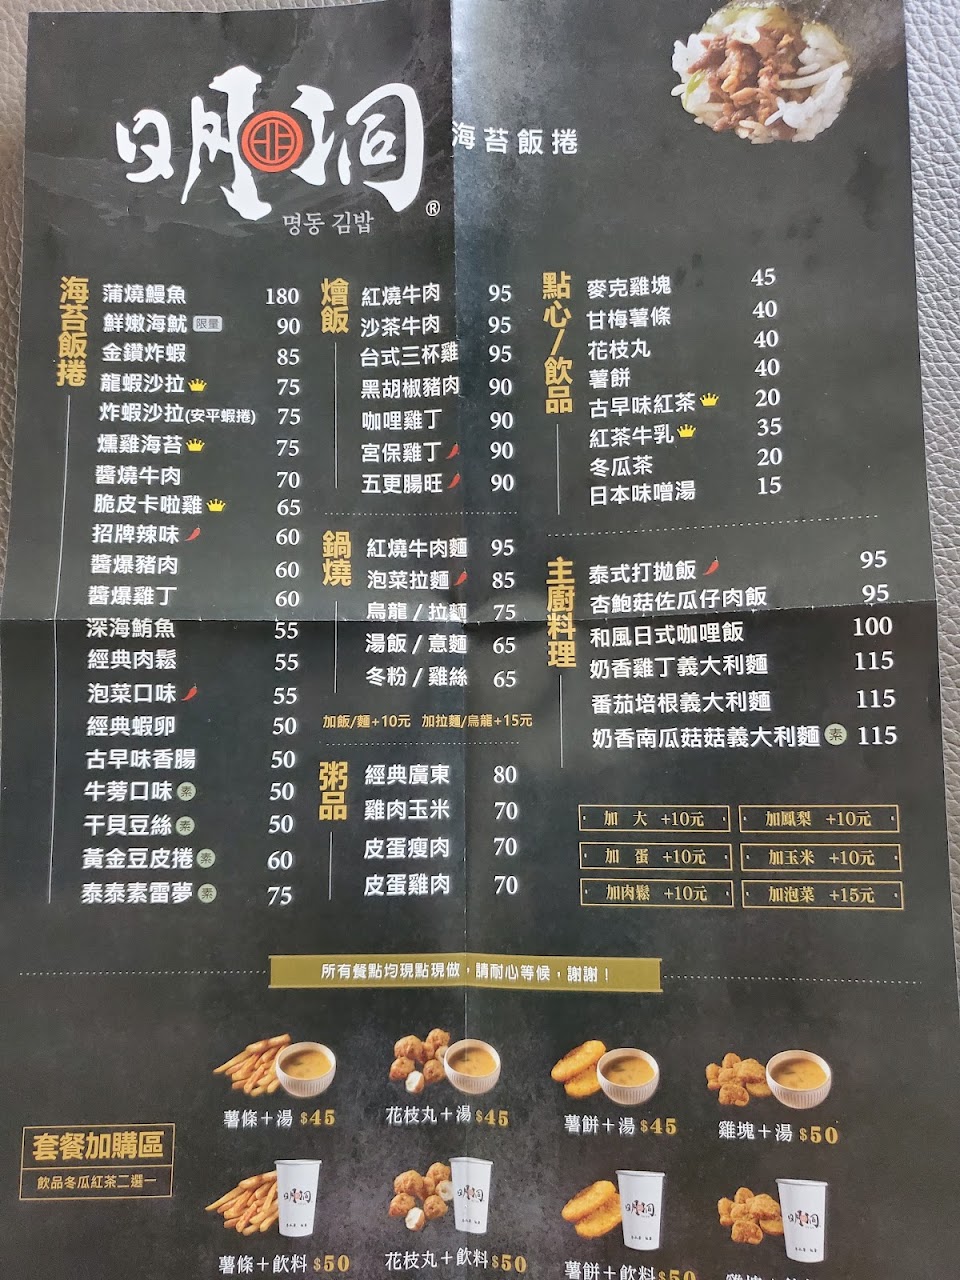 明洞®
海苔飯捲
명동 김밥
海苔飯捲
蒲燒鰻魚 180
鮮嫩海魷 限量 90
金鑽炸蝦 85
龍蝦沙拉 75
炸蝦沙拉(安平蝦捲) 75
燻雞海苔 75
醬燒牛肉 70
脆皮卡啦雞 65
招牌辣味 60
醬爆豬肉 60
醬爆雞丁 60
深海鮪魚 55
經典肉鬆 55
泡菜口味 55
經典蝦卵 50
古早味香腸 50
牛蒡口味 素 50
干貝豆絲 素 50
黃金豆皮捲 素 60
泰泰素雷夢 素 75
燴飯
紅燒牛肉 95
沙茶牛肉 95
台式三杯雞 95
黑胡椒豬肉 90
咖哩雞丁 90
宮保雞丁 90
五更腸旺 90
鍋燒
紅燒牛肉麵 95
泡菜拉麵 85
烏龍 / 拉麵 75
湯飯 / 意麵 65
冬粉 / 雞絲 65
加飯/麵+10元 加拉麵/烏龍+15元
粥品
經典廣東 80
雞肉玉米 70
皮蛋瘦肉 70
皮蛋雞肉 70
點心/飲品
麥克雞塊 45
甘梅薯條 40
花枝丸 40
薯餅 40
古早味紅茶 20
紅茶牛乳 35
冬瓜茶 20
日本味噌湯 15
主廚料理
泰式打拋飯 95
杏鮑菇佐瓜仔肉飯 95
和風日式咖哩飯 100
奶香雞丁義大利麵 115
番茄培根義大利麵 115
奶香南瓜菇菇義大利麵 素 115
加 大 +10元
加鳳梨 +10元
加 蛋 +10元
加玉米 +10元
加肉鬆 +10元
加泡菜 +15元
所有餐點均現點現做，請耐心等候，謝謝！
薯條＋湯 $45
花枝丸＋湯 $45
薯餅＋湯 $45
雞塊＋湯 $50
套餐加購區
飲品冬瓜紅茶二選一
明洞
明洞
明洞
明洞
薯條＋飲料 $50
花枝丸＋飲料 $50
薯餅＋飲料 $50